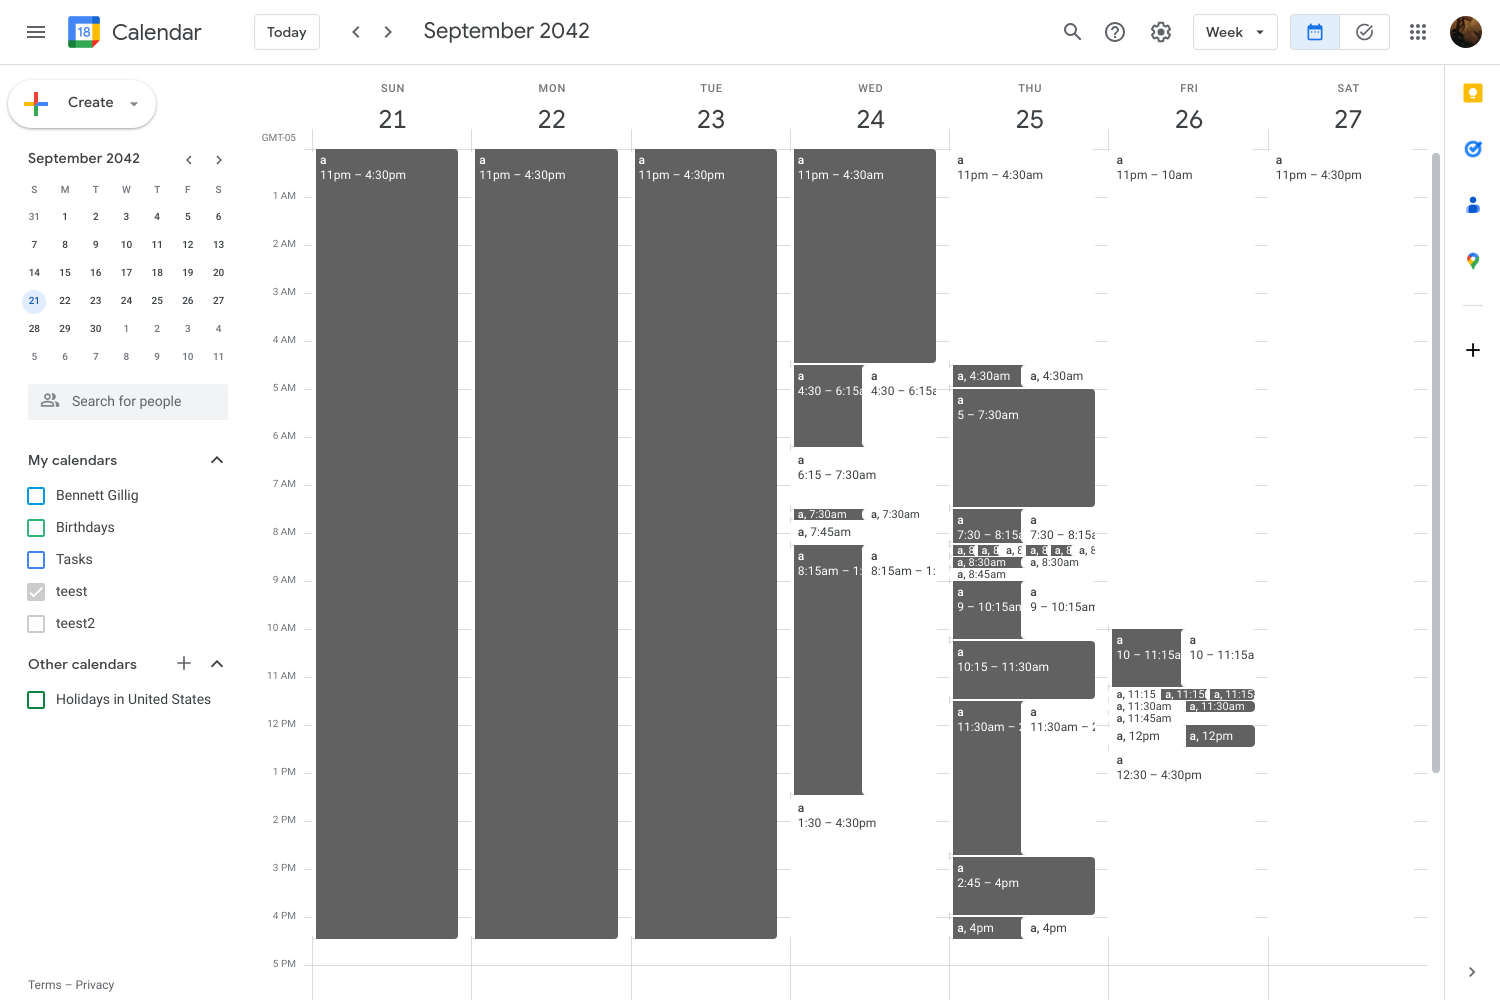 18 Calendar
Today
September 2042
Week
Create
September 2042
S M T W T F S
31 1 2 3 4 5 6
7 8 9 10 11 12 13
14 15 16 17 18 19 20
21 22 23 24 25 26 27
28 29 30 1 2 3 4
5 6 7 8 9 10 11
Search for people
My calendars
Bennett Gillig
Birthdays
Tasks
teest
teest2
Other calendars
Holidays in United States
Terms – Privacy
SUN MON TUE WED THU FRI SAT
21 22 23 24 25 26 27
GMT-05
1 AM
2 AM
3 AM
4 AM
5 AM
6 AM
7 AM
8 AM
9 AM
10 AM
11 AM
12 PM
1 PM
2 PM
3 PM
4 PM
5 PM
a
11pm – 4:30pm
a
11pm – 4:30pm
a
11pm – 4:30pm
a
11pm – 4:30am
a
4:30 – 6:15a
a
4:30 – 6:15a
a
6:15 – 7:30am
a, 7:30am
a, 7:30am
a, 7:45am
a
8:15am – 1:
a
8:15am – 1:
a
1:30 – 4:30pm
a
11pm – 4:30am
a, 4:30am
a, 4:30am
a
5 – 7:30am
a
7:30 – 8:15a
a
7:30 – 8:15a
a, 8
a, 8
a, 8
a, 8
a, 8
a, 8
a, 8:30am
a, 8:30am
a, 8:45am
a
9 – 10:15am
a
9 – 10:15am
a
10:15 – 11:30am
a
11:30am – 2
a
11:30am – 2
a
2:45 – 4pm
a, 4pm
a, 4pm
a
11pm – 10am
a
10 – 11:15a
a
10 – 11:15a
a, 11:15
a, 11:15
a, 11:15
a, 11:30am
a, 11:30am
a, 11:45am
a, 12pm
a, 12pm
a
12:30 – 4:30pm
a
11pm – 4:30pm